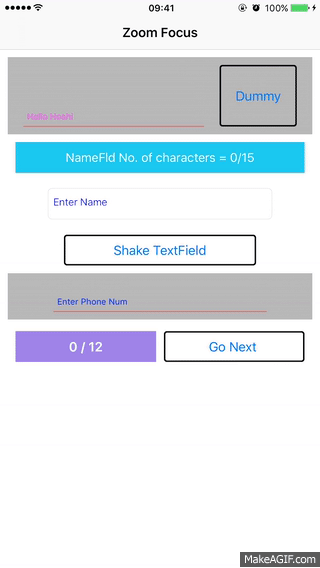 09:41
100%
Zoom Focus
Hello Hoshi
Dummy
NameFld No. of characters = 0/15
Enter Name
Shake TextField
Enter Phone Num
0 / 12
Go Next
MakeAGIF.com